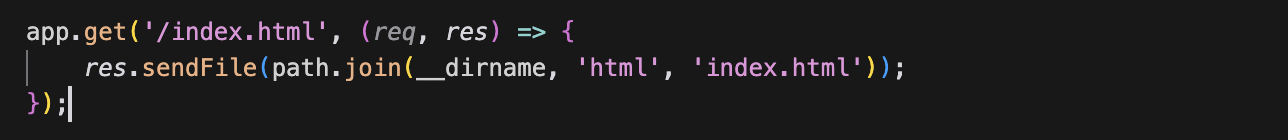 app.get('/index.html', (req, res) => {
    res.sendFile(path.join(__dirname, 'html', 'index.html'));
});